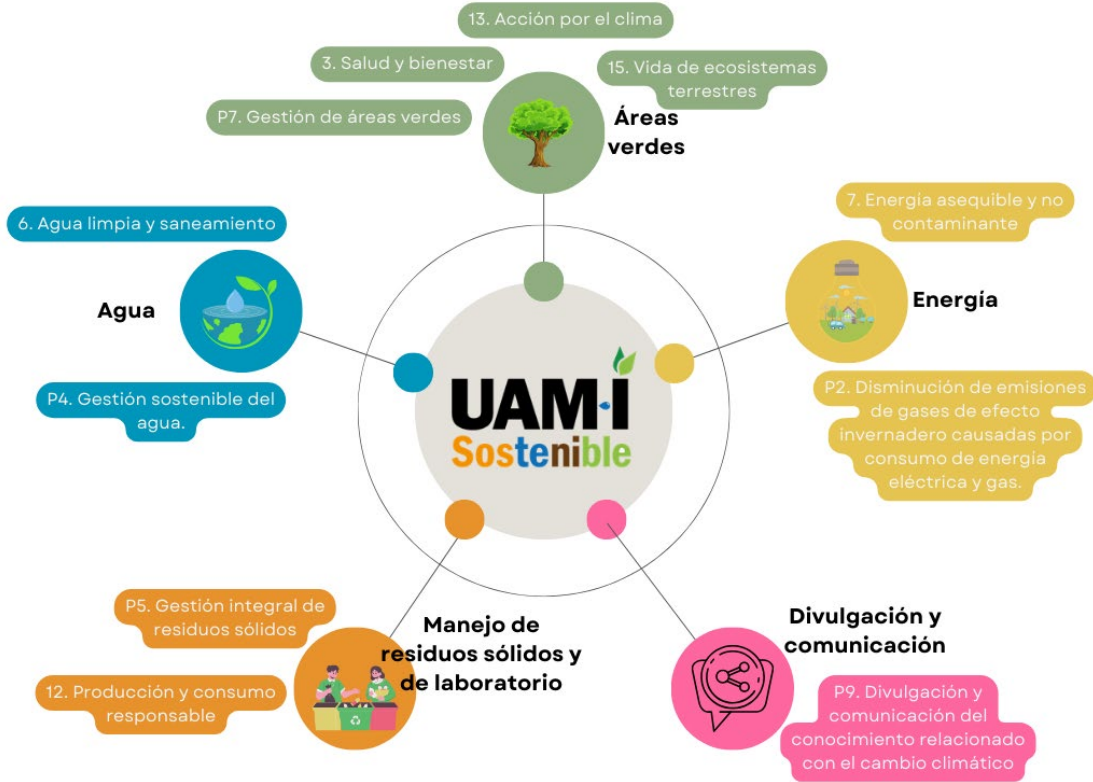 13. Acción por el clima
3. Salud y bienestar
15. Vida de ecosistemas
terrestres
P7. Gestión de áreas verdes
Áreas
verdes
6. Agua limpia y saneamiento
Agua
P4. Gestión sostenible del
agua.
7. Energía asequible y no
contaminante
Energía
P2. Disminución de emisiones
de gases de efecto
invernadero causadas por
consumo de energía
eléctrica y gas.
UAM·I
Sostenible
P5. Gestión integral de
residuos sólidos
12. Producción y consumo
responsable
Manejo de
residuos sólidos y
de laboratorio
Divulgación y
comunicación
P9. Divulgación y
comunicación del
conocimiento relacionado
con el cambio climático